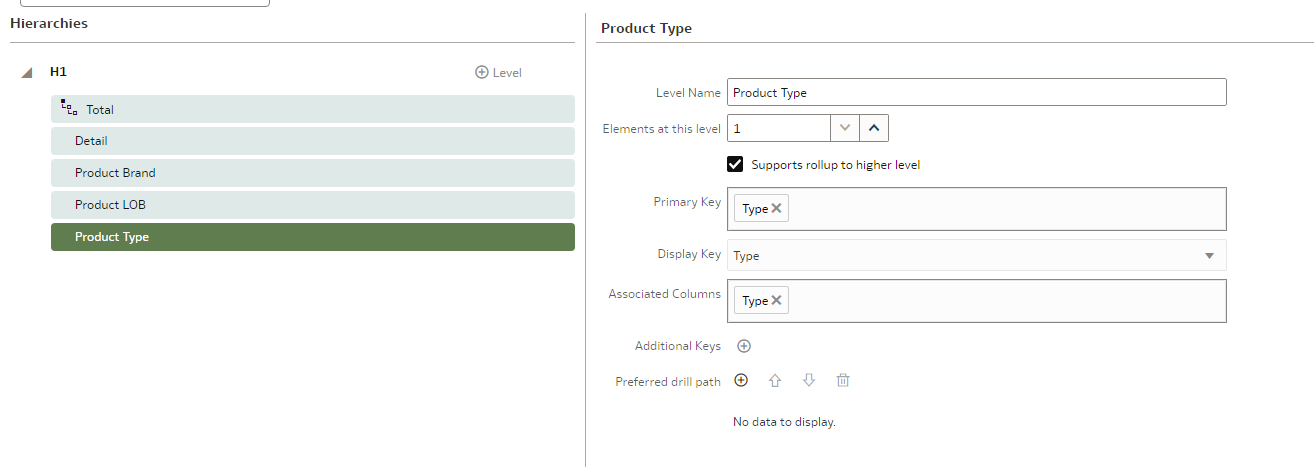 Hierarchies
H1
Level
Total
Detail
Product Brand
Product LOB
Product Type
Product Type
Level Name Product Type
Elements at this level 1
Supports rollup to higher level
Primary Key Type
Display Key Type
Associated Columns Type
Additional Keys
Preferred drill path
No data to display.